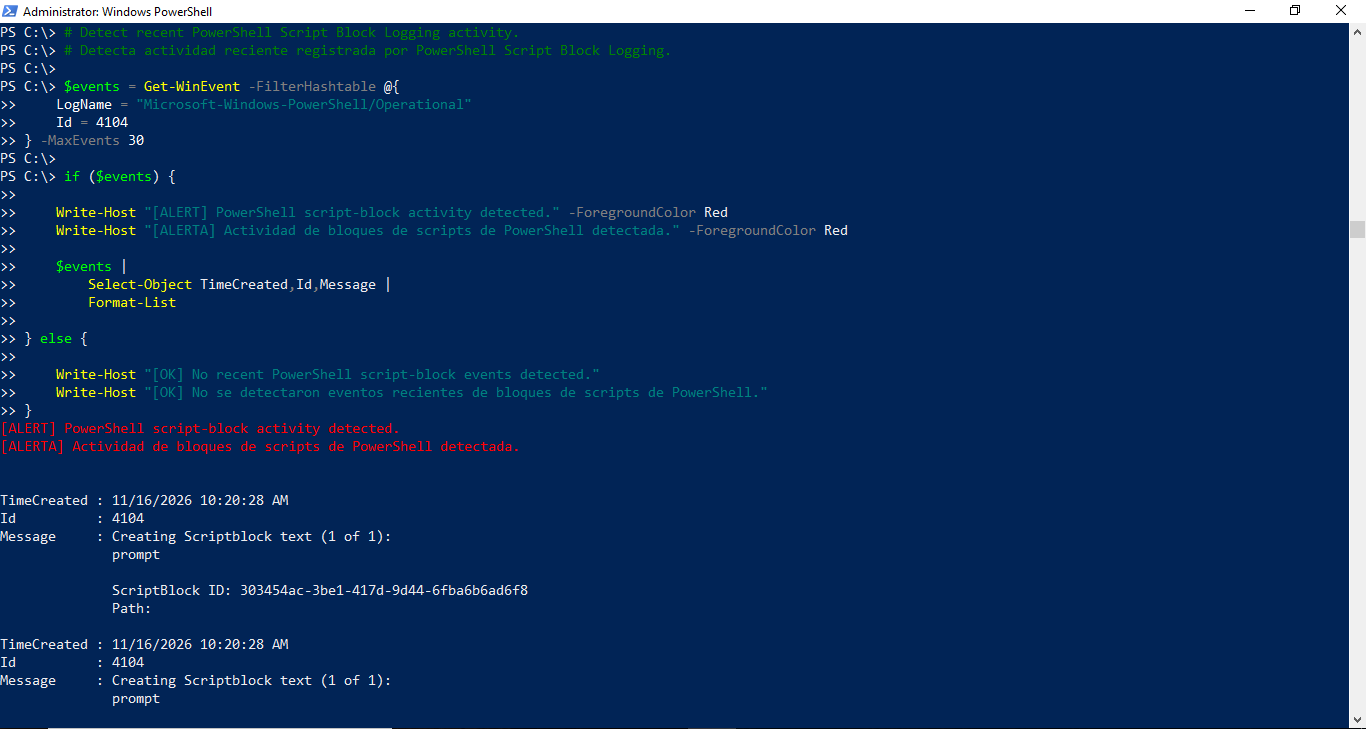 Administrator: Windows PowerShell
PS C:\> # Detect recent PowerShell Script Block Logging activity.
PS C:\> # Detecta actividad reciente registrada por PowerShell Script Block Logging.
PS C:\>
PS C:\> $events = Get-WinEvent -FilterHashtable @{
>>     LogName = "Microsoft-Windows-PowerShell/Operational"
>>     Id = 4104
>> } -MaxEvents 30
PS C:\>
PS C:\> if ($events) {
>>
>>     Write-Host "[ALERT] PowerShell script-block activity detected." -ForegroundColor Red
>>     Write-Host "[ALERTA] Actividad de bloques de scripts de PowerShell detectada." -ForegroundColor Red
>>
>>     $events |
>>         Select-Object TimeCreated,Id,Message |
>>         Format-List
>>
>> } else {
>>
>>     Write-Host "[OK] No recent PowerShell script-block events detected."
>>     Write-Host "[OK] No se detectaron eventos recientes de bloques de scripts de PowerShell."
>> }
[ALERT] PowerShell script-block activity detected.
[ALERTA] Actividad de bloques de scripts de PowerShell detectada.
TimeCreated : 11/16/2026 10:20:28 AM
Id          : 4104
Message     : Creating Scriptblock text (1 of 1):
              prompt
              ScriptBlock ID: 303454ac-3be1-417d-9d44-6fba6b6ad6f8
              Path:
TimeCreated : 11/16/2026 10:20:28 AM
Id          : 4104
Message     : Creating Scriptblock text (1 of 1):
              prompt